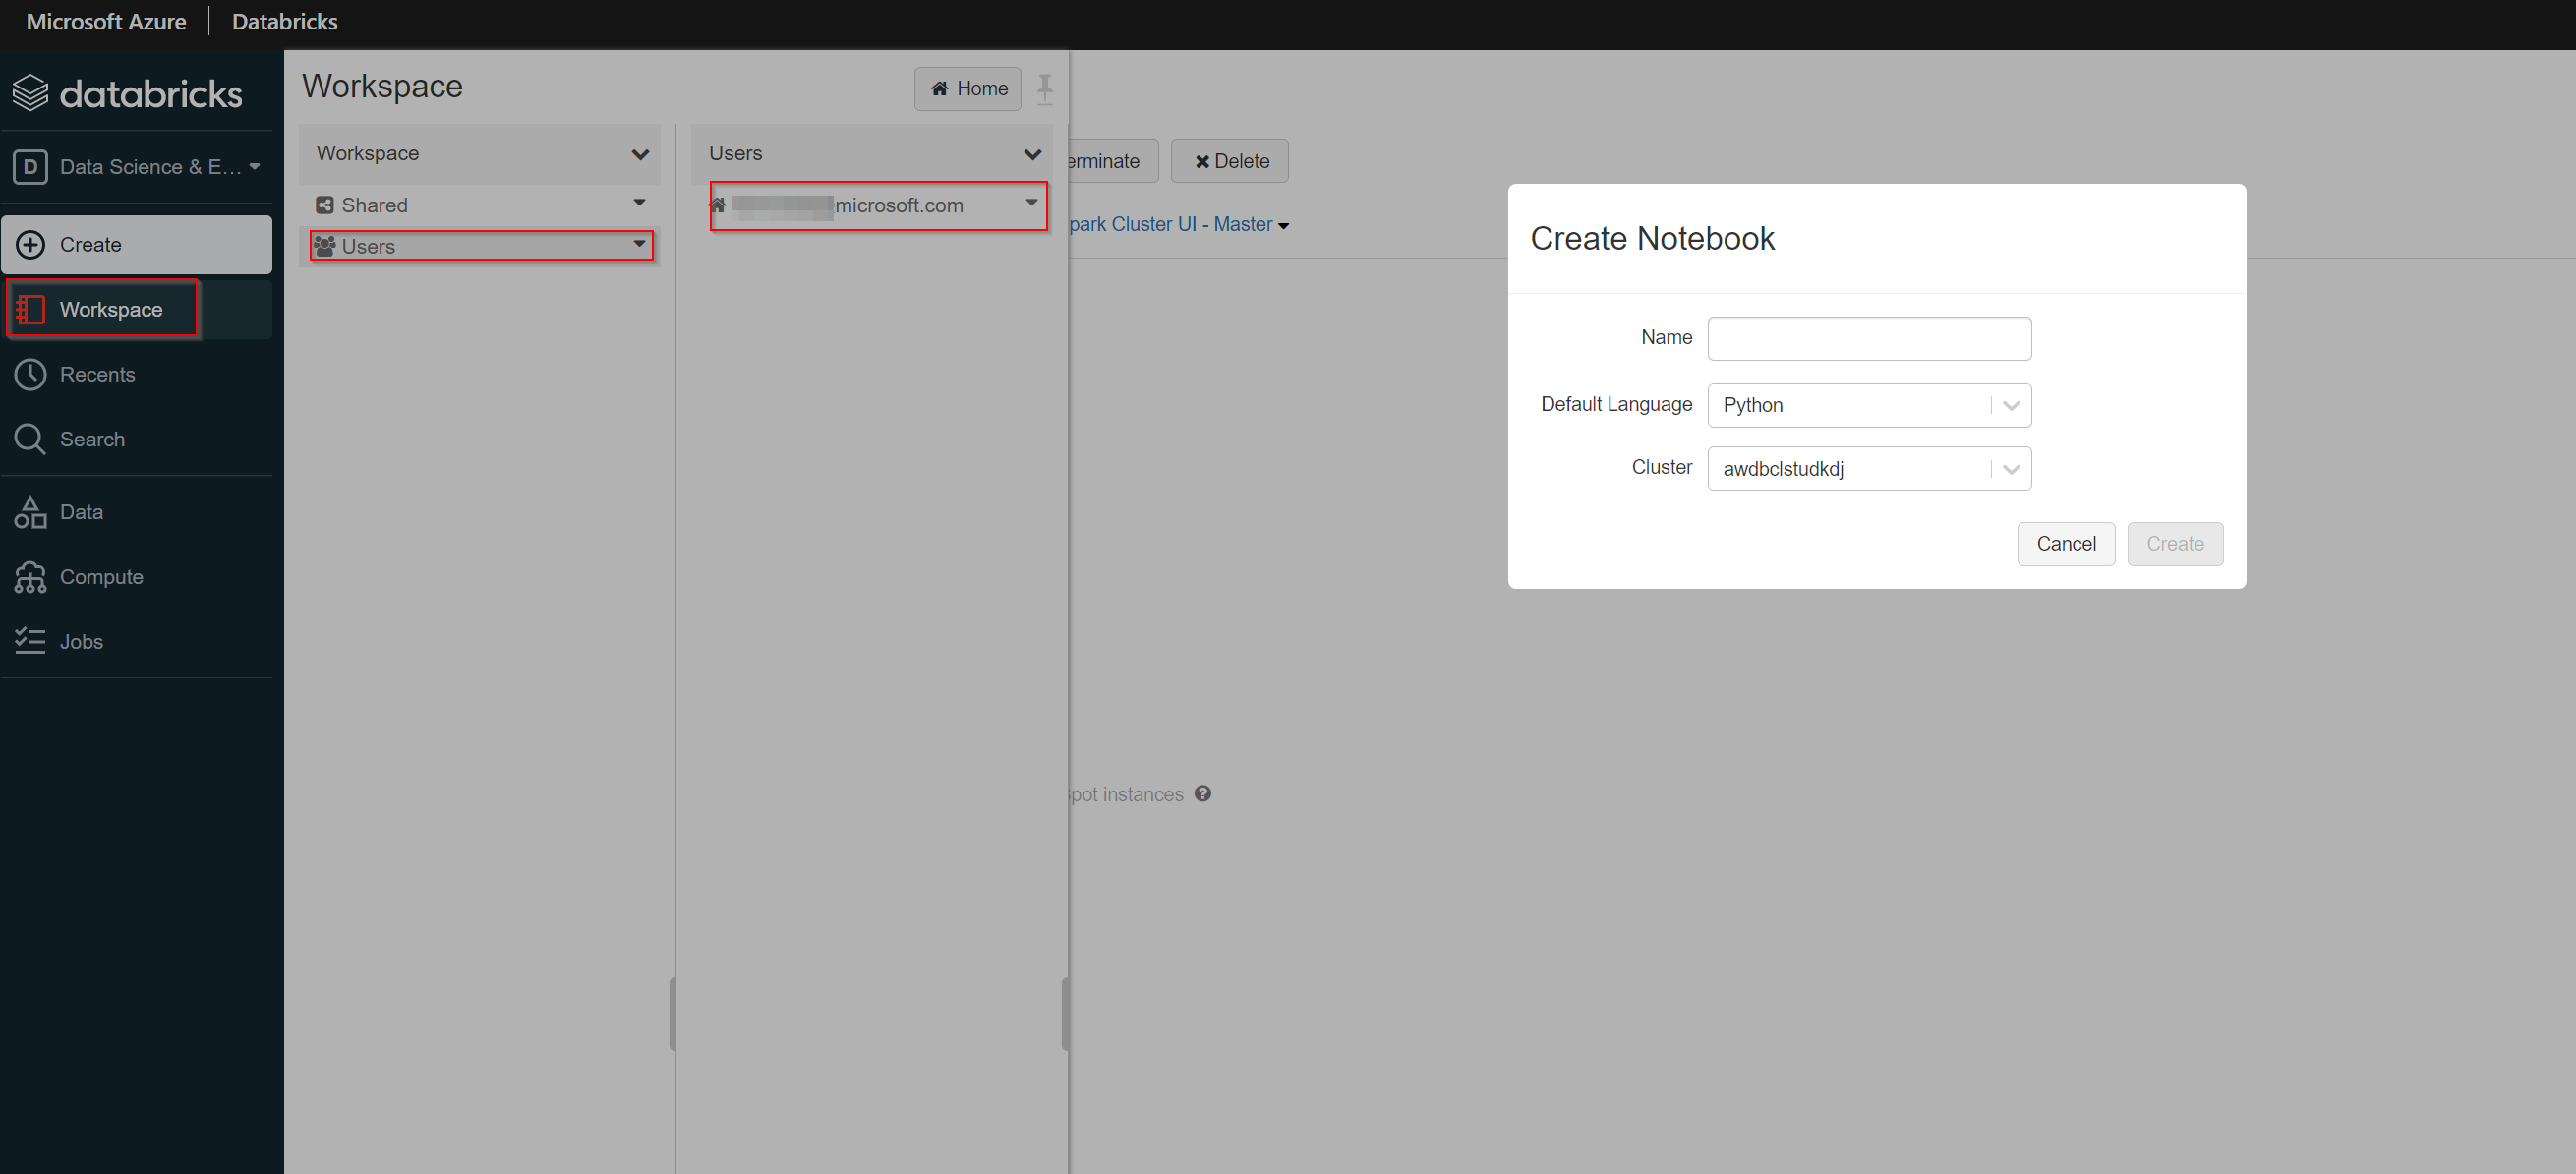 Microsoft Azure Databricks
databricks
D Data Science & E...
Create
Workspace
Recents
Search
Data
Compute
Jobs
Workspace
Home
Workspace
Shared
Users
Users
microsoft.com
erminate
Delete
park Cluster UI - Master
pot instances
Create Notebook
Name
Default Language Python
Cluster awdbclstudkdj
Cancel Create